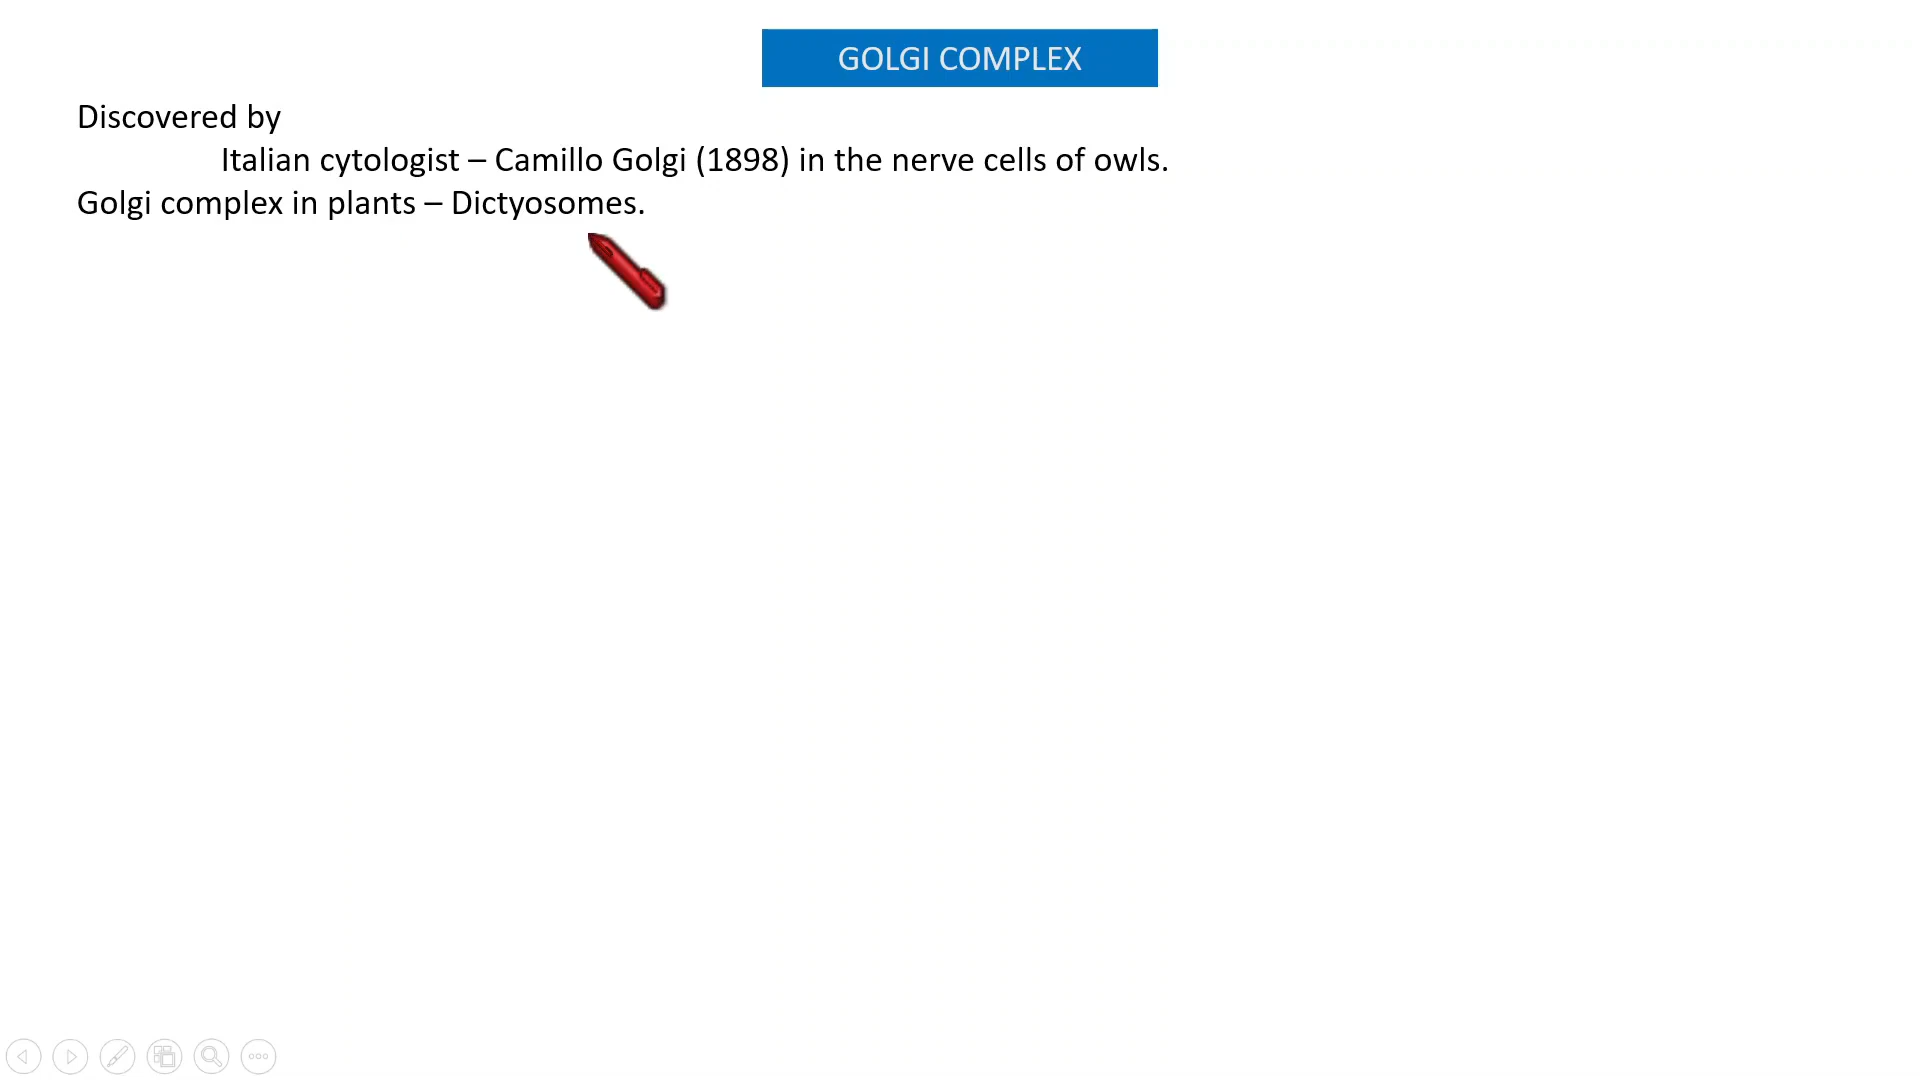 GOLGI COMPLEX
Discovered by
Italian cytologist – Camillo Golgi (1898) in the nerve cells of owls.
Golgi complex in plants – Dictyosomes.